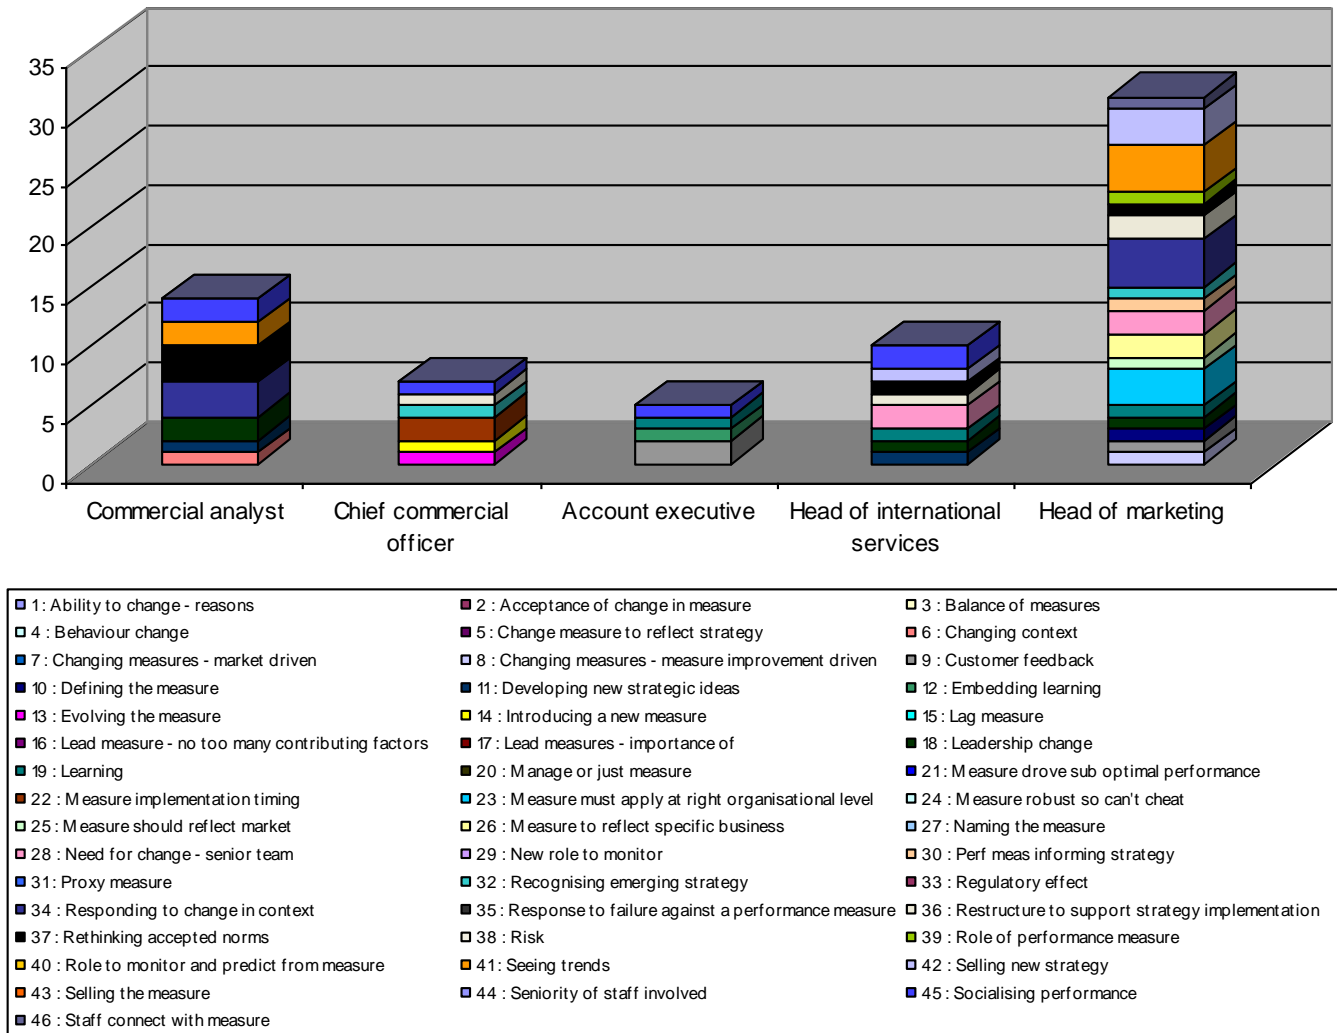 35
30
25
20
15
10
5
0
Commercial analyst
Chief commercial officer
Account executive
Head of international services
Head of marketing
1: Ability to change - reasons
2 : Acceptance of change in measure
3 : Balance of measures
4 : Behaviour change
5 : Change measure to reflect strategy
6 : Changing context
7 : Changing measures - market driven
8 : Changing measures - measure improvement driven
9 : Customer feedback
10 : Defining the measure
11 : Developing new strategic ideas
12 : Embedding learning
13 : Evolving the measure
14 : Introducing a new measure
15 : Lag measure
16 : Lead measure - no too many contributing factors
17 : Lead measures - importance of
18 : Leadership change
19 : Learning
20 : Manage or just measure
21 : Measure drove sub optimal performance
22 : Measure implementation timing
23 : Measure must apply at right organisational level
24 : Measure robust so can't cheat
25 : Measure should reflect market
26 : Measure to reflect specific business
27 : Naming the measure
28 : Need for change - senior team
29 : New role to monitor
30 : Perf meas informing strategy
31 : Proxy measure
32 : Recognising emerging strategy
33 : Regulatory effect
34 : Responding to change in context
35 : Response to failure against a performance measure
36 : Restructure to support strategy implementation
37 : Rethinking accepted norms
38 : Risk
39 : Role of performance measure
40 : Role to monitor and predict from measure
41 : Seeing trends
42 : Selling new strategy
43 : Selling the measure
44 : Seniority of staff involved
45 : Socialising performance
46 : Staff connect with measure